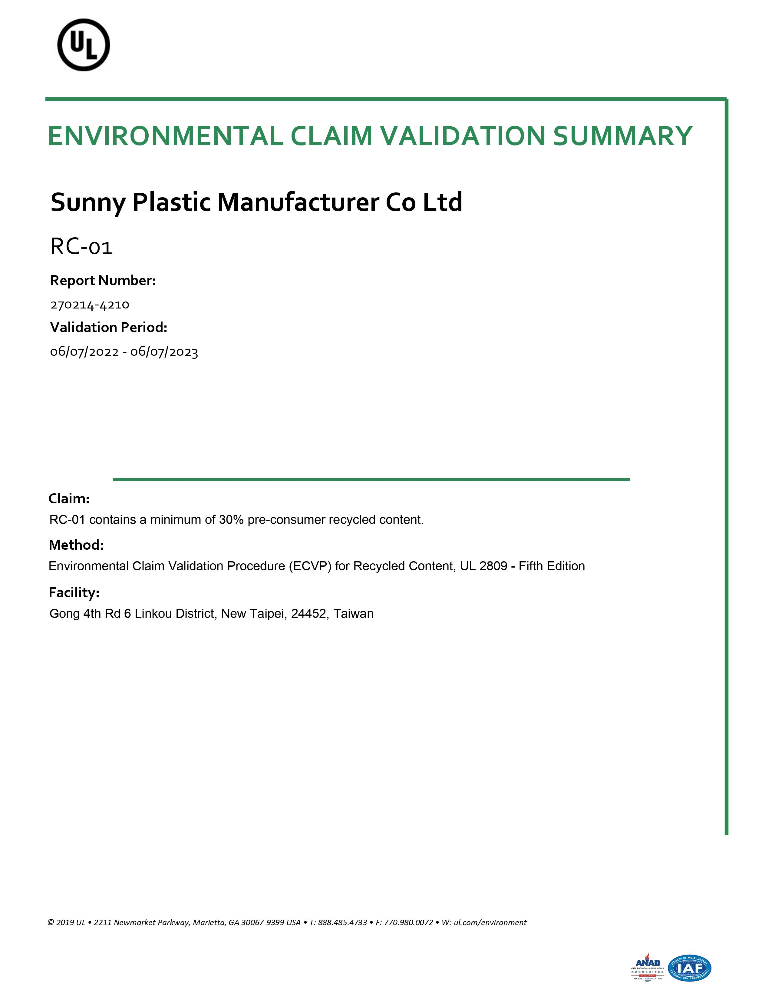 UL
ENVIRONMENTAL CLAIM VALIDATION SUMMARY
Sunny Plastic Manufacturer Co Ltd
RC-01
Report Number:
270214-4210
Validation Period:
06/07/2022 - 06/07/2023
Claim:
RC-01 contains a minimum of 30% pre-consumer recycled content.
Method:
Environmental Claim Validation Procedure (ECVP) for Recycled Content, UL 2809 - Fifth Edition
Facility:
Gong 4th Rd 6 Linkou District, New Taipei, 24452, Taiwan
© 2019 UL • 2211 Newmarket Parkway, Marietta, GA 30067-9399 USA • T: 888.485.4733 • F: 770.980.0072 • W: ul.com/environment
ANAB
ANSI National Accreditation Board
ACCREDITED
PRODUCT CERTIFICATION
BODY
MEMBER OF MULTILATERAL
IAF
RECOGNITION ARRANGEMENT